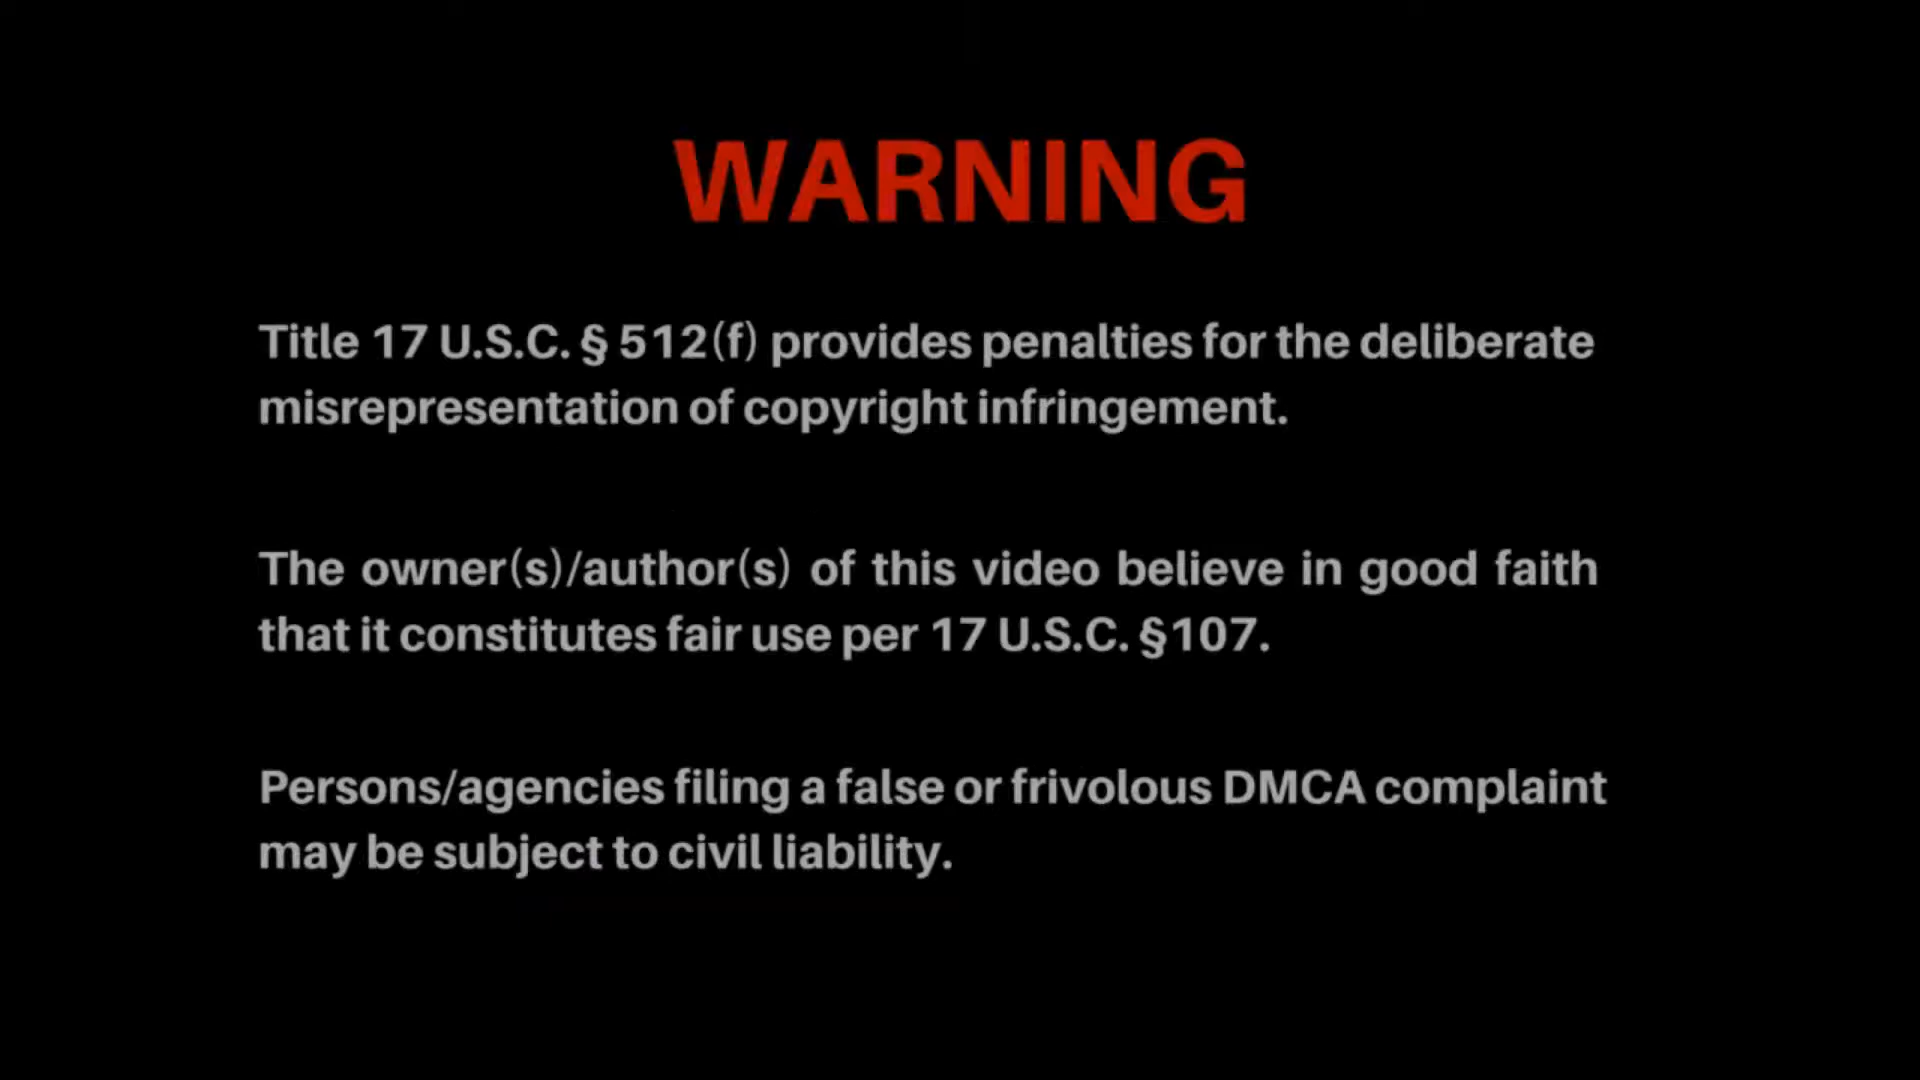 WARNING
Title 17 U.S.C. § 512(f) provides penalties for the deliberate
misrepresentation of copyright infringement.
The owner(s)/author(s) of this video believe in good faith
that it constitutes fair use per 17 U.S.C. §107.
Persons/agencies filing a false or frivolous DMCA complaint
may be subject to civil liability.